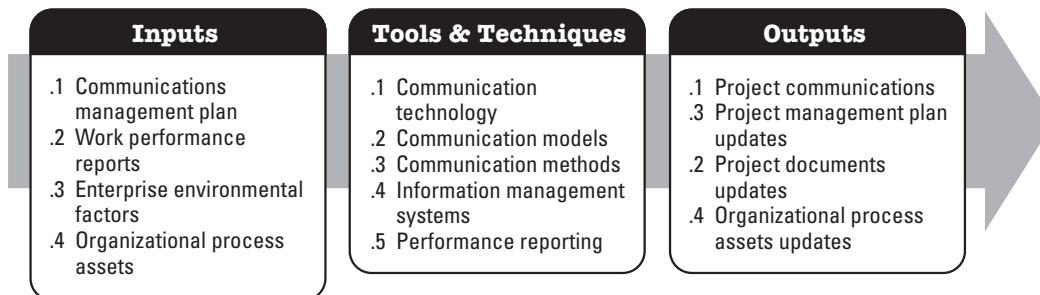 Inputs
.1 Communications
management plan
.2 Work performance
reports
.3 Enterprise environmental
factors
.4 Organizational process
assets
Tools & Techniques
.1 Communication
technology
.2 Communication models
.3 Communication methods
.4 Information management
systems
.5 Performance reporting
Outputs
.1 Project communications
.3 Project management plan
updates
.2 Project documents
updates
.4 Organizational process
assets updates